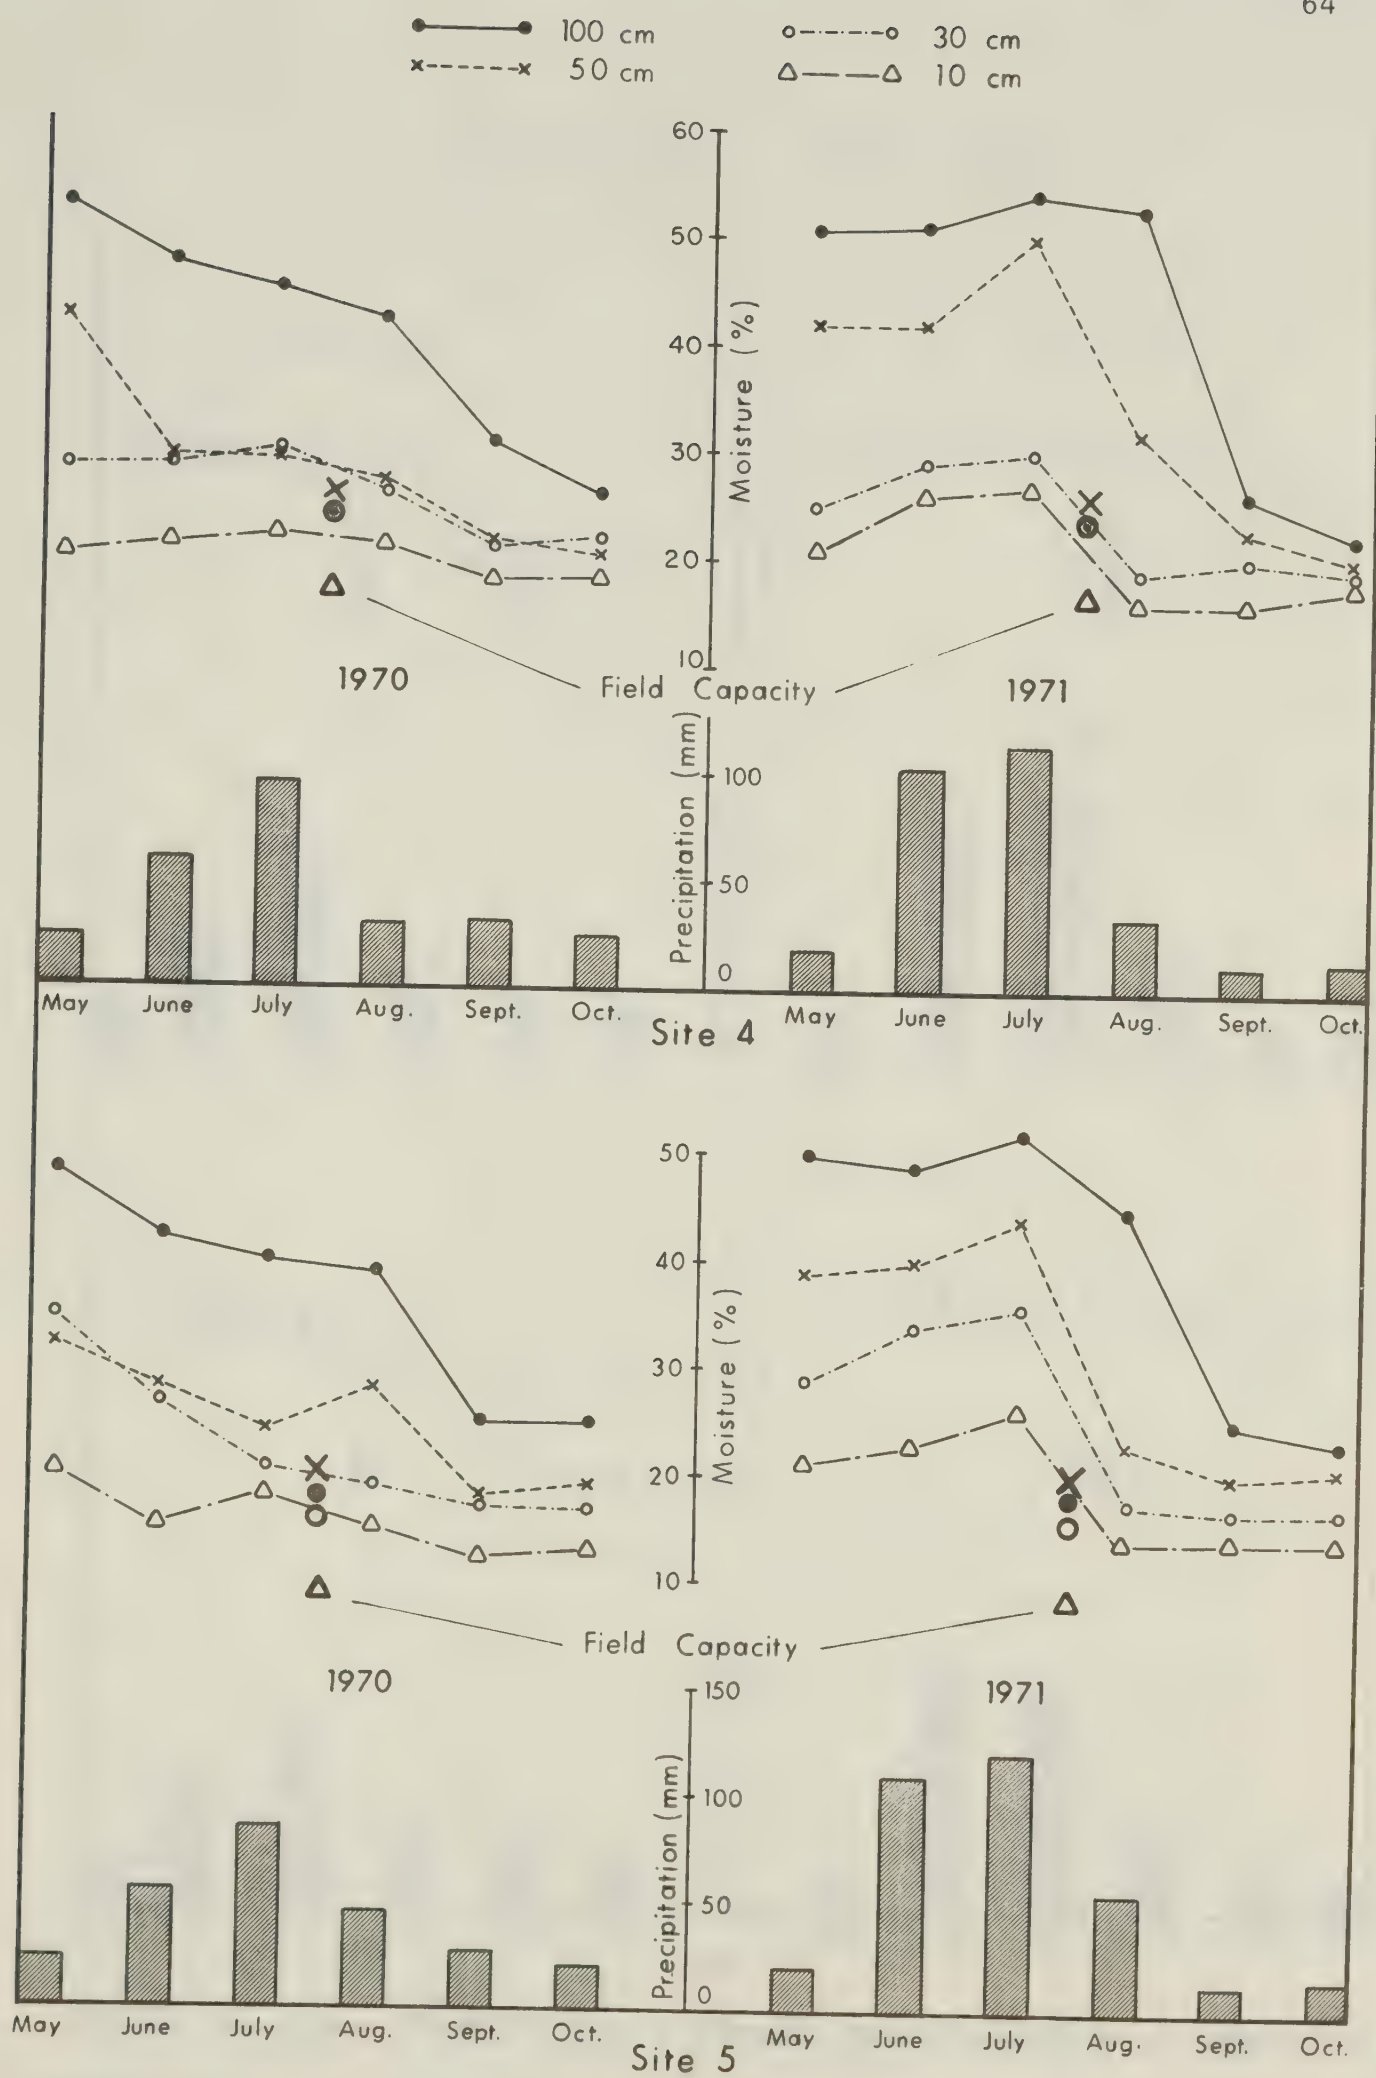 64
100 cm 30 cm
50 cm 10 cm
60
50
40
30
20
10
Moisture (%)
1970 Field Capacity 1971
Precipitation (mm)
100
50
0
May June July Aug. Sept. Oct. May June July Aug. Sept. Oct.
Site 4
50
40
30
20
10
Moisture (%)
Field Capacity
1970 1971
150
100
50
0
Precipitation (mm)
May June July Aug. Sept. Oct. May June July Aug. Sept. Oct.
Site 5